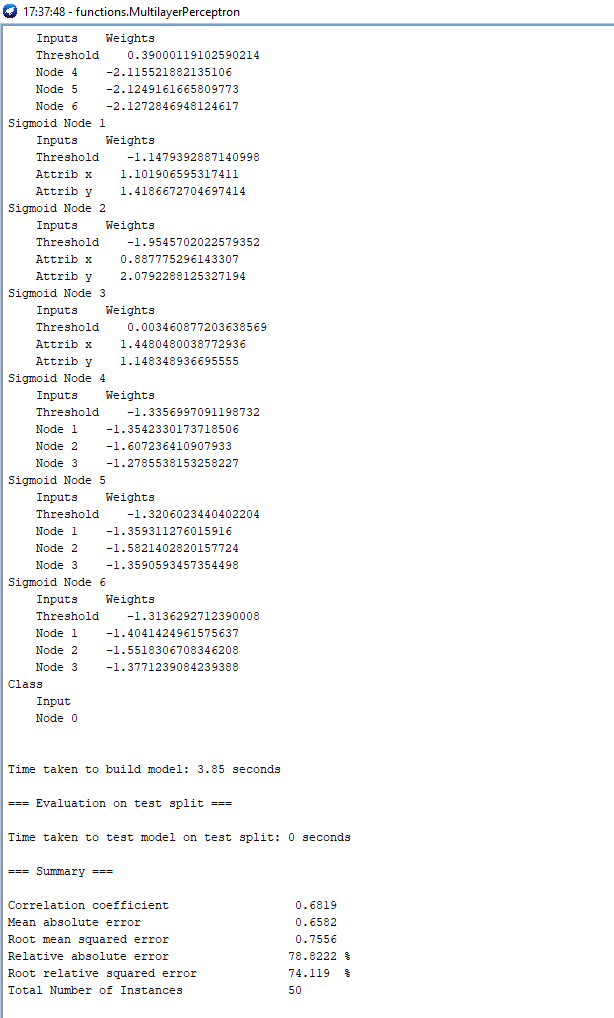 17:37:48 - functions.MultilayerPerceptron
Inputs    Weights
Threshold    0.39000119102590214
Node 4    -2.115521882135106
Node 5    -2.1249161665809773
Node 6    -2.1272846948124617
Sigmoid Node 1
Inputs    Weights
Threshold    -1.1479392887140998
Attrib x    1.101906595317411
Attrib y    1.4186672704697414
Sigmoid Node 2
Inputs    Weights
Threshold    -1.9545702022579352
Attrib x    0.887775296143307
Attrib y    2.0792288125327194
Sigmoid Node 3
Inputs    Weights
Threshold    0.003460877203638569
Attrib x    1.4480480038772936
Attrib y    1.148348936695555
Sigmoid Node 4
Inputs    Weights
Threshold    -1.3356997091198732
Node 1    -1.3542330173718506
Node 2    -1.607236410907933
Node 3    -1.2785538153258227
Sigmoid Node 5
Inputs    Weights
Threshold    -1.3206023440402204
Node 1    -1.359311276015916
Node 2    -1.5821402820157724
Node 3    -1.3590593457354498
Sigmoid Node 6
Inputs    Weights
Threshold    -1.3136292712390008
Node 1    -1.4041424961575637
Node 2    -1.5518306708346208
Node 3    -1.3771239084239388
Class
Input
Node 0
Time taken to build model: 3.85 seconds
=== Evaluation on test split ===
Time taken to test model on test split: 0 seconds
=== Summary ===
Correlation coefficient                  0.6819
Mean absolute error                      0.6582
Root mean squared error                  0.7556
Relative absolute error                 78.8222 %
Root relative squared error             74.119  %
Total Number of Instances               50